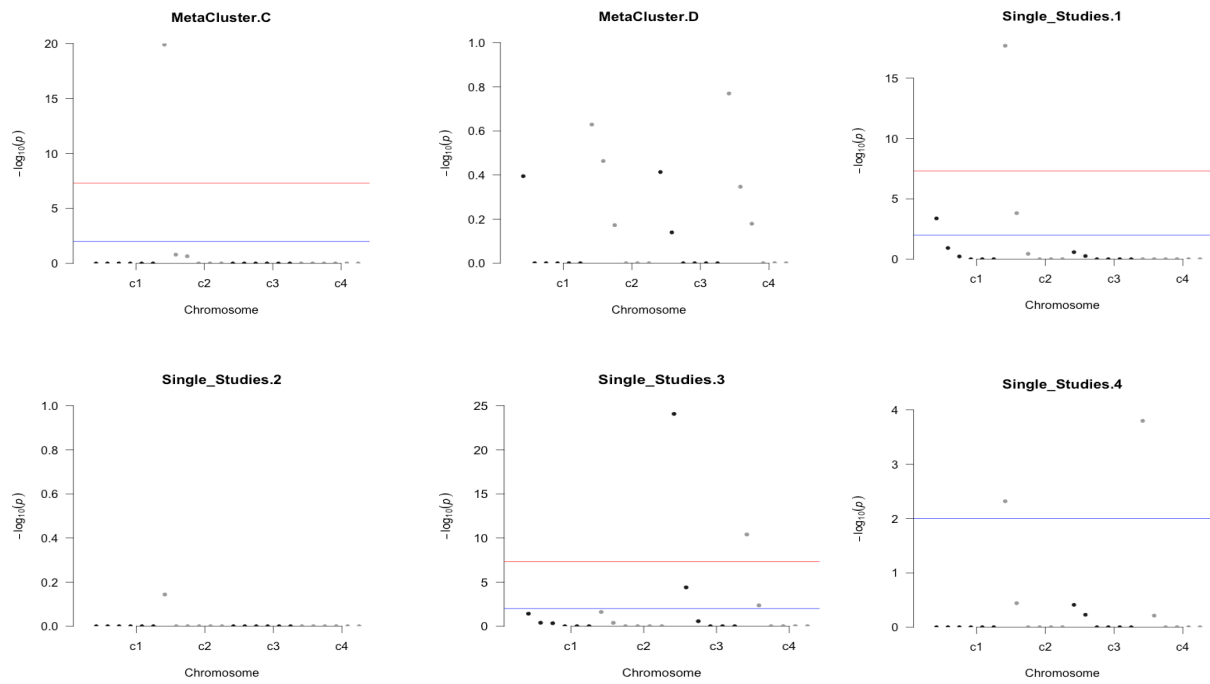 MetaCluster.C
20
15
10
5
0
−log10(p)
c1 c2 c3 c4
Chromosome
MetaCluster.D
1.0
0.8
0.6
0.4
0.2
0.0
−log10(p)
c1 c2 c3 c4
Chromosome
Single_Studies.1
15
10
5
0
−log10(p)
c1 c2 c3 c4
Chromosome
Single_Studies.2
1.0
0.8
0.6
0.4
0.2
0.0
−log10(p)
c1 c2 c3 c4
Chromosome
Single_Studies.3
25
20
15
10
5
0
−log10(p)
c1 c2 c3 c4
Chromosome
Single_Studies.4
4
3
2
1
0
−log10(p)
c1 c2 c3 c4
Chromosome